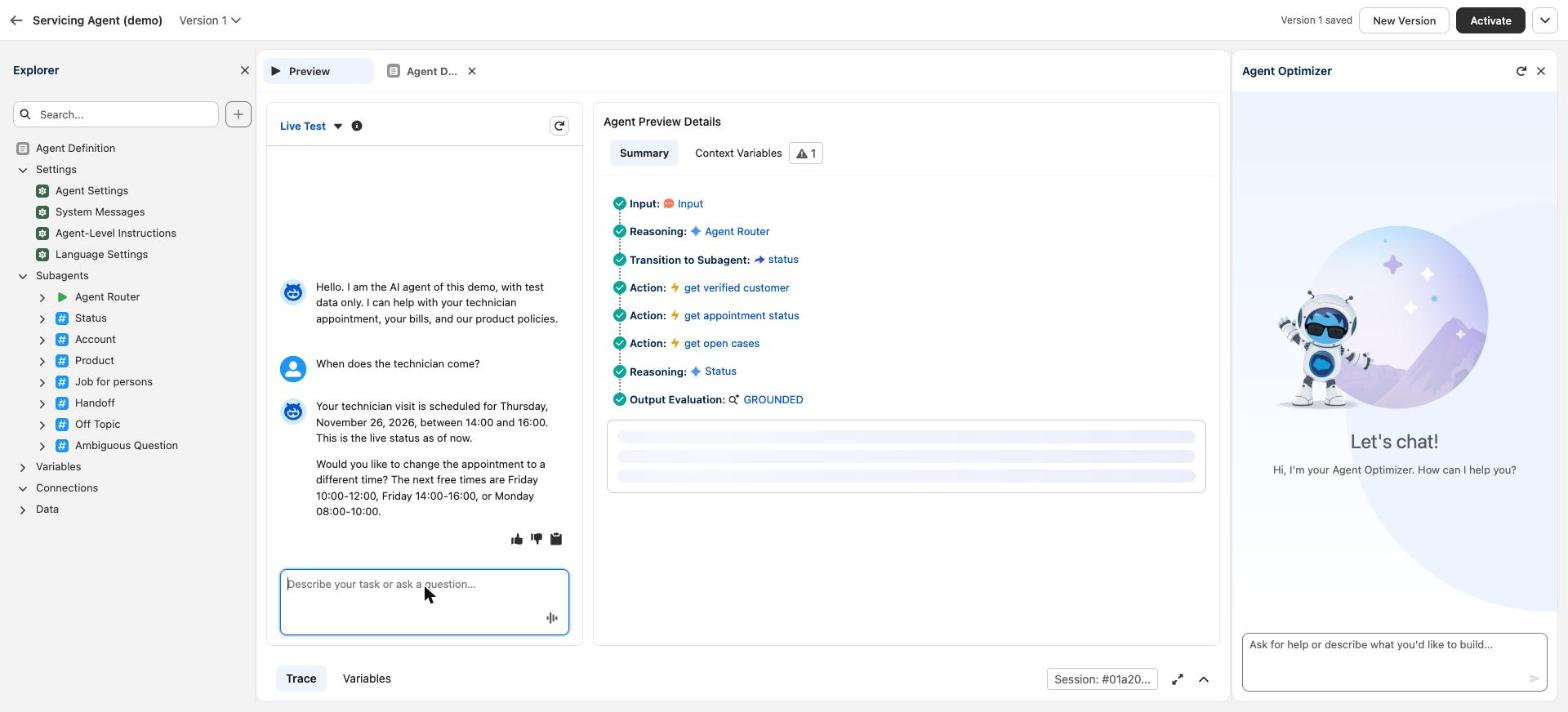 Servicing Agent (demo)
Version 1
Version 1 saved
New Version
Activate
Explorer
Search...
Agent Definition
Settings
Agent Settings
System Messages
Agent-Level Instructions
Language Settings
Subagents
Agent Router
Status
Account
Product
Job for persons
Handoff
Off Topic
Ambiguous Question
Variables
Connections
Data
Preview
Agent D...
Live Test
Hello. I am the AI agent of this demo, with test
data only. I can help with your technician
appointment, your bills, and our product policies.
When does the technician come?
Your technician visit is scheduled for Thursday,
November 26, 2026, between 14:00 and 16:00.
This is the live status as of now.
Would you like to change the appointment to a
different time? The next free times are Friday
10:00-12:00, Friday 14:00-16:00, or Monday
08:00-10:00.
Describe your task or ask a question...
Agent Preview Details
Summary
Context Variables
1
Input: Input
Reasoning: Agent Router
Transition to Subagent: status
Action: get verified customer
Action: get appointment status
Action: get open cases
Reasoning: Status
Output Evaluation: GROUNDED
Trace
Variables
Session: #01a20...
Agent Optimizer
Let's chat!
Hi, I'm your Agent Optimizer. How can I help you?
Ask for help or describe what you'd like to build...